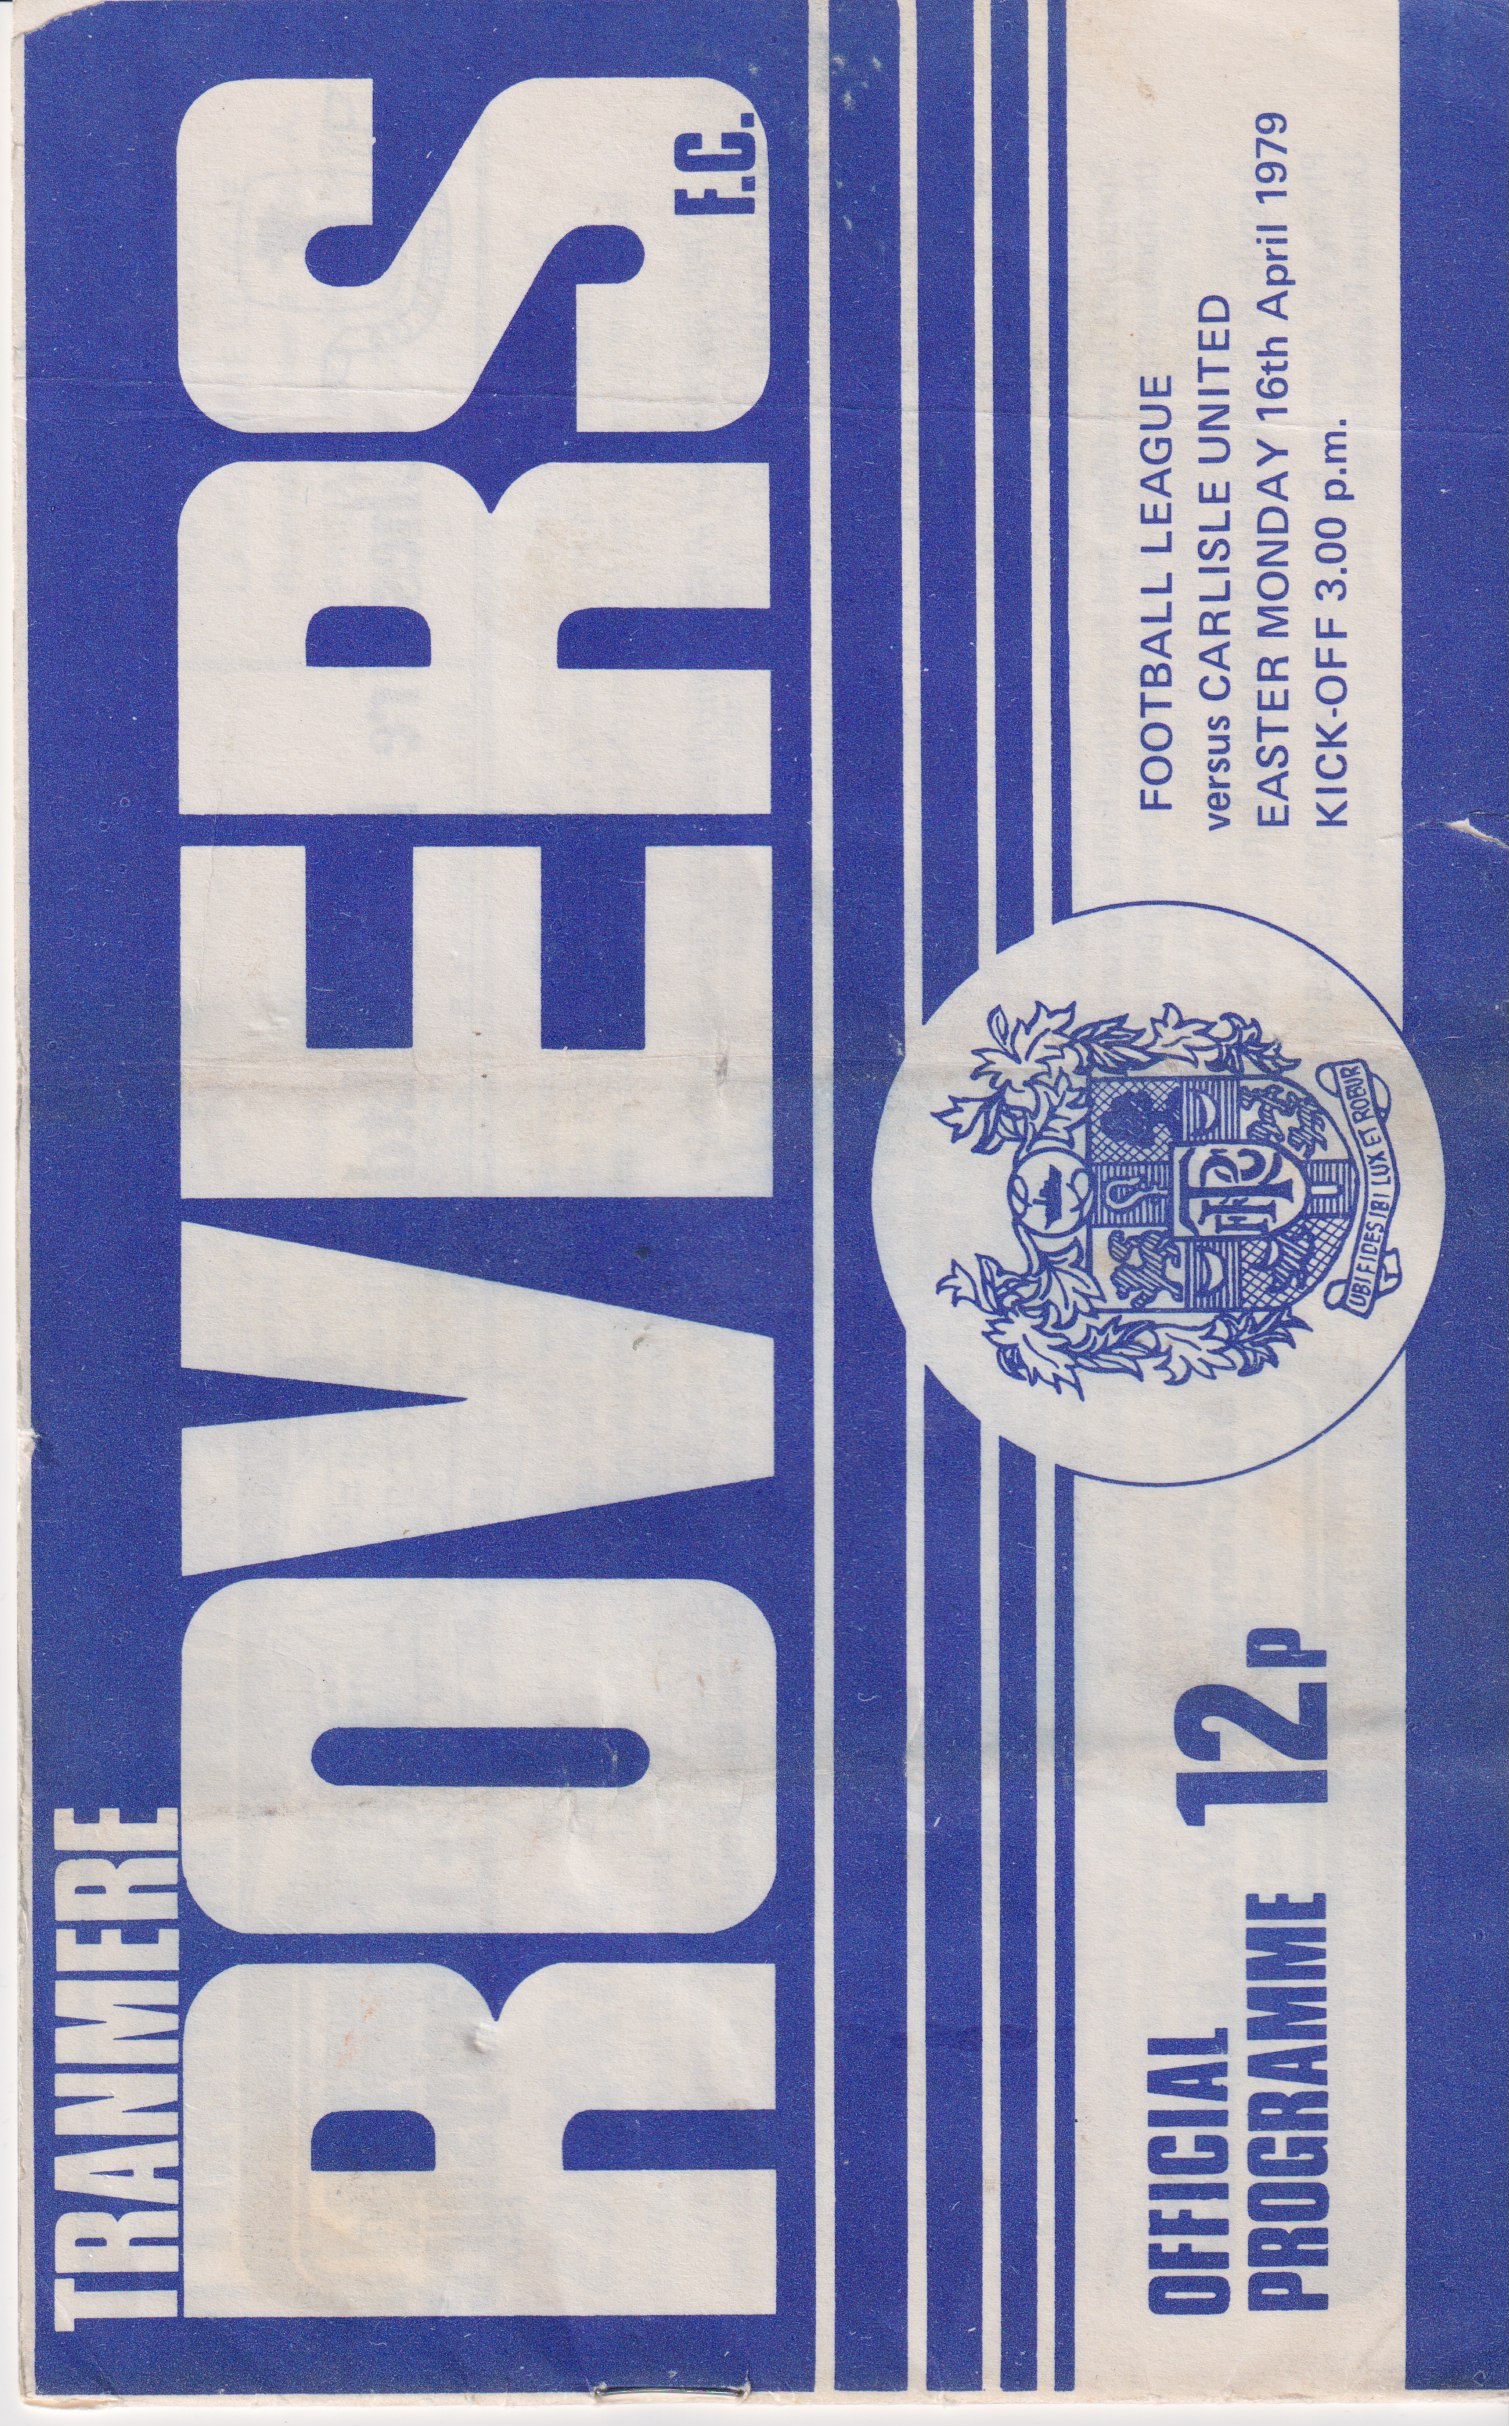 TRANMERE
ROVERS
F.C.
FOOTBALL LEAGUE
versus CARLISLE UNITED
EASTER MONDAY 16th April 1979
KICK-OFF 3.00 p.m.
TRFC
UBI FIDES IBI LUX ET ROBUR
OFFICIAL
PROGRAMME 12P